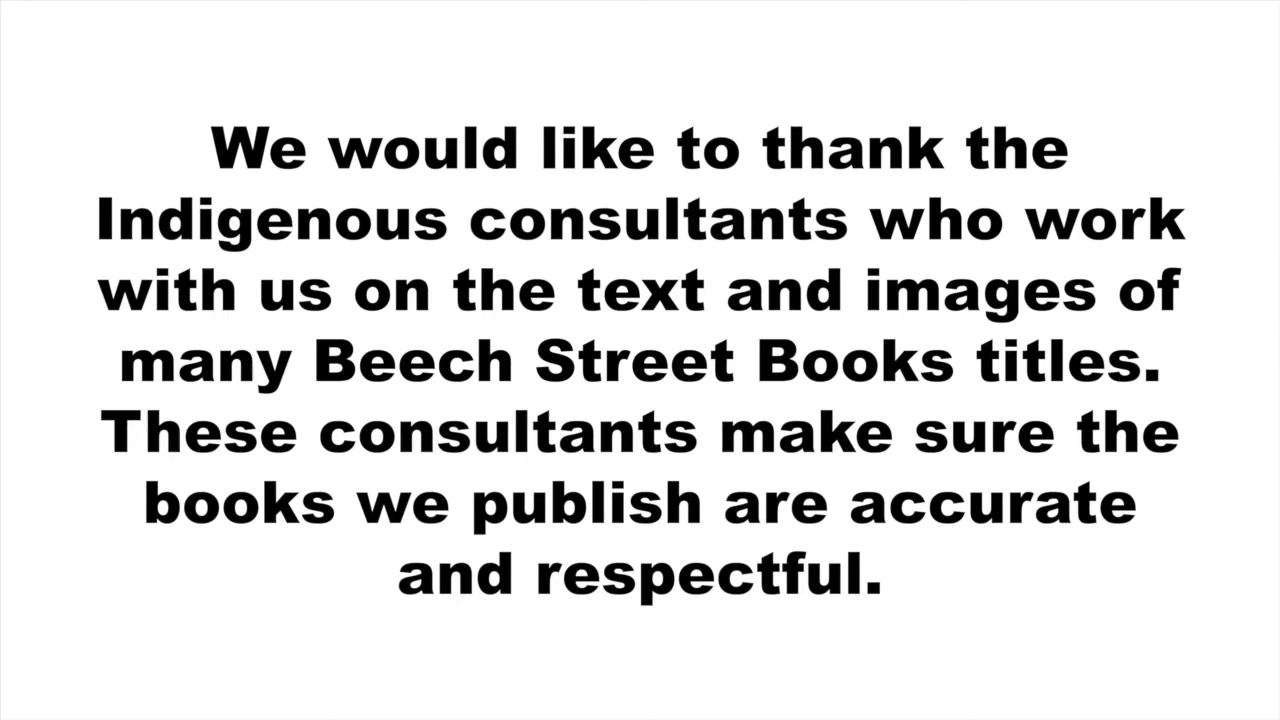 We would like to thank the
Indigenous consultants who work
with us on the text and images of
many Beech Street Books titles.
These consultants make sure the
books we publish are accurate
and respectful.